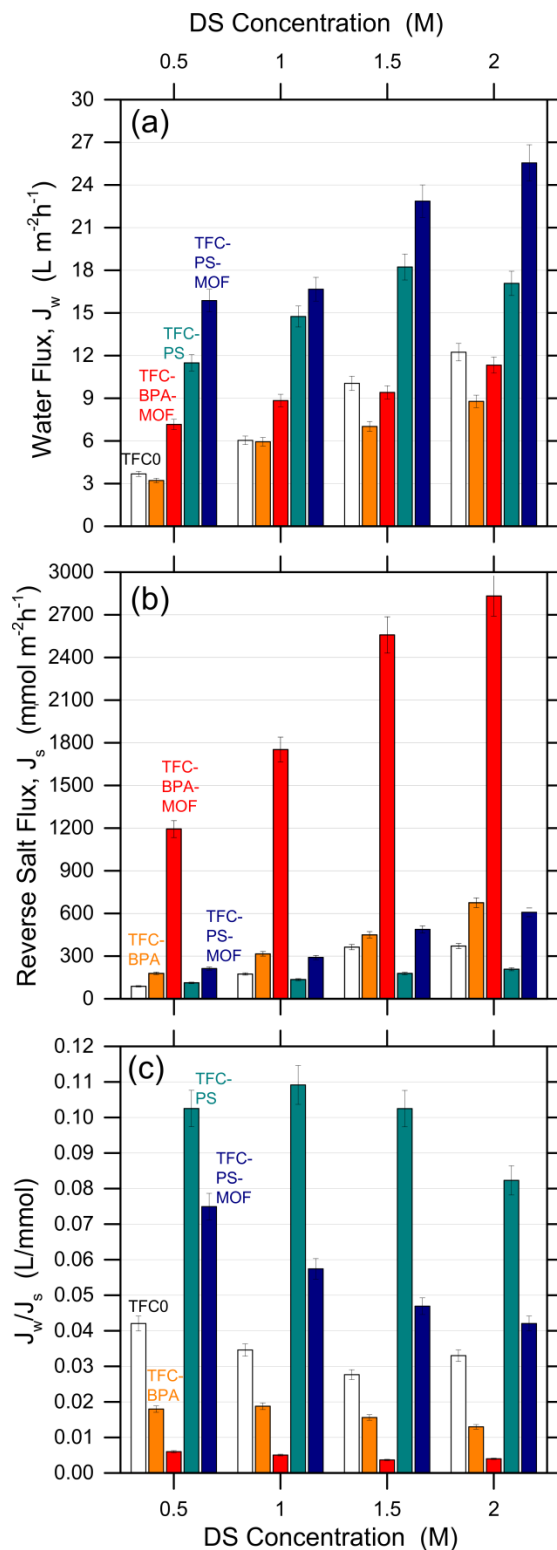 DS Concentration (M)
0.5 1 1.5 2
(a)
30
27
24
21
18
15
12
9
6
3
0
Water Flux, J_w (L m⁻²h⁻¹)
TFC-
PS-
MOF
TFC-
PS
TFC-
BPA-
MOF
TFC0
(b)
3000
2700
2400
2100
1800
1500
1200
900
600
300
0
Reverse Salt Flux, J_s (mmol m⁻²h⁻¹)
TFC-
BPA-
MOF
TFC-
BPA
TFC-
PS-
MOF
(c)
0.12
0.11
0.10
0.09
0.08
0.07
0.06
0.05
0.04
0.03
0.02
0.01
0.00
J_w/J_s (L/mmol)
TFC-
PS
TFC-
PS-
MOF
TFC0
TFC-
BPA
0.5 1 1.5 2
DS Concentration (M)